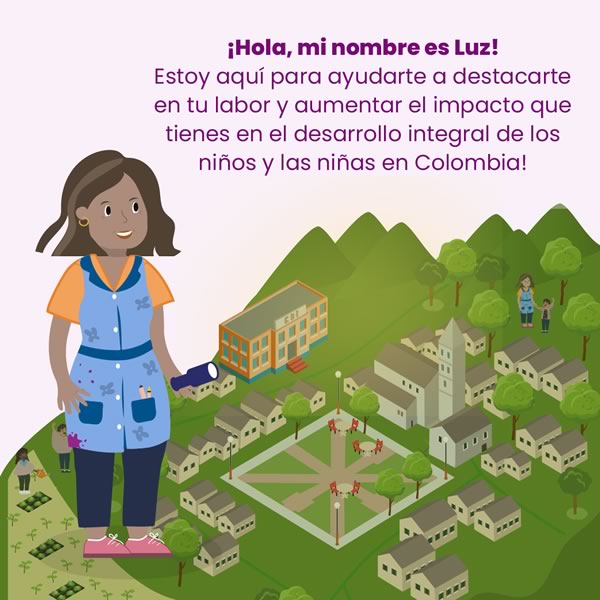 ¡Hola, mi nombre es Luz!
Estoy aquí para ayudarte a destacarte
en tu labor y aumentar el impacto que
tienes en el desarrollo integral de los
niños y las niñas en Colombia!
CDI